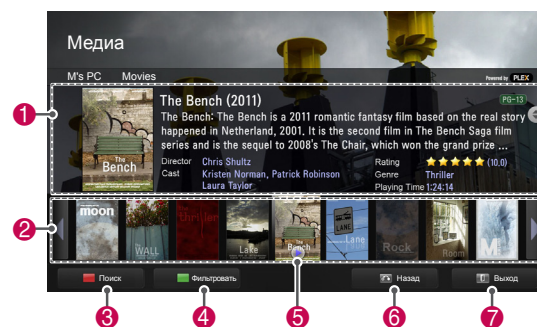 Медиа
M's PC Movies
Powered by PLEX
The Bench (2011)
PG-13
The Bench: The Bench is a 2011 romantic fantasy film based on the real story
happened in Netherland, 2001. It is the second film in The Bench Saga film
series and is the sequel to 2008's The Chair, which won the grand prize ...
Director Chris Shultz
Cast Kristen Norman, Patrick Robinson
Laura Taylor
Rating (10.0)
Genre Thriller
Playing Time 1:24:14
The
Bench
1
2
moon
The
WALL
thriller
Lake
The
Bench
LANE
Lane
Rock
Room
M
Поиск
Фильтровать
Назад
Выход
3
4
5
6
7